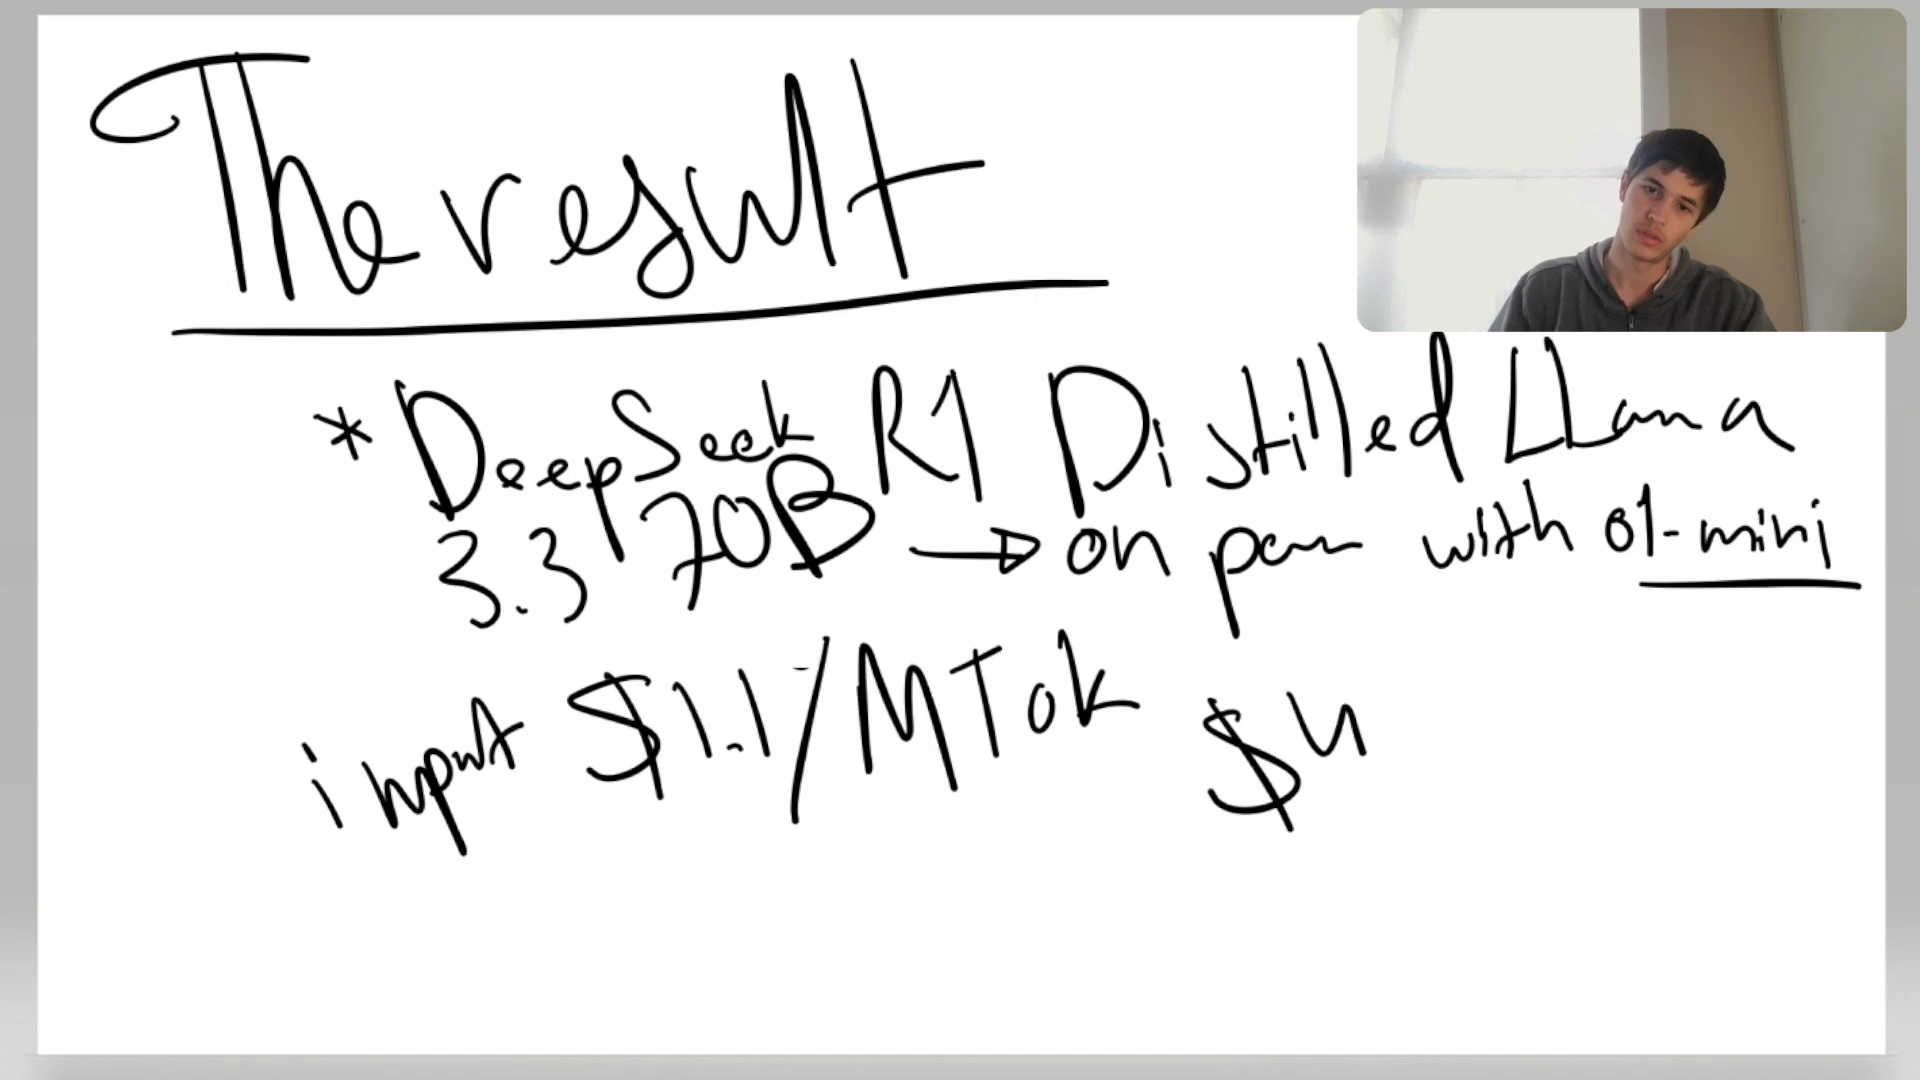 The result
* DeepSeek R1 Distilled LLama
3.3 70B → on par with o1-mini
input $1.1/MTok $4